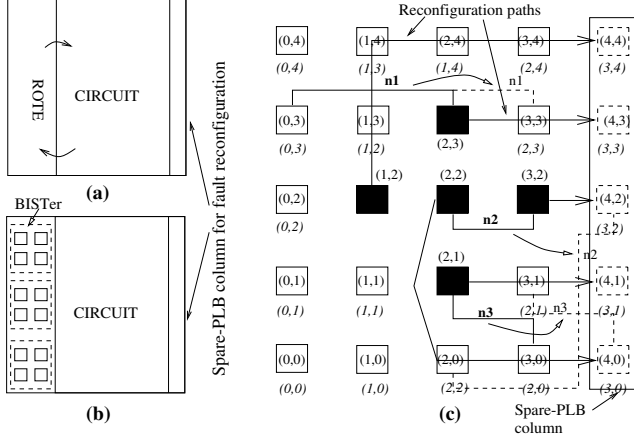 ROTE
CIRCUIT
(a)
BISTer
CIRCUIT
(b)
Spare-PLB column for fault reconfiguration
Reconfiguration paths
(0,4) (1,4) (2,4) (3,4) (4,4)
(0,4) (1,3) (1,4) (2,4) (3,4)
n1 n1
(0,3) (1,3) (3,3) (4,3)
(0,3) (1,2) (2,3) (2,3) (3,3)
(1,2) (2,2) (3,2)
(0,2) (4,2)
(0,2) n2 (3,2)
n2
(2,1)
(0,1) (1,1) (3,1) (4,1)
(0,1) (1,1) (2,1) (3,1)
n3 n3
(0,0) (1,0) (2,0) (3,0) (4,0)
(0,0) (1,0) (2,2) (2,0) (3,0)
(c)
Spare-PLB
column